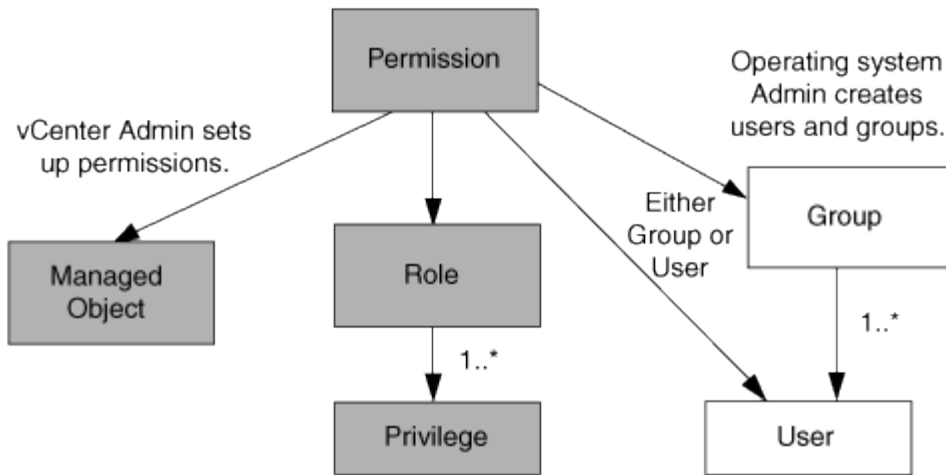 Permission
Operating system
Admin creates
users and groups.
vCenter Admin sets
up permissions.
Either
Group or
User
Group
Managed
Object
Role
1..*
1..*
Privilege
User